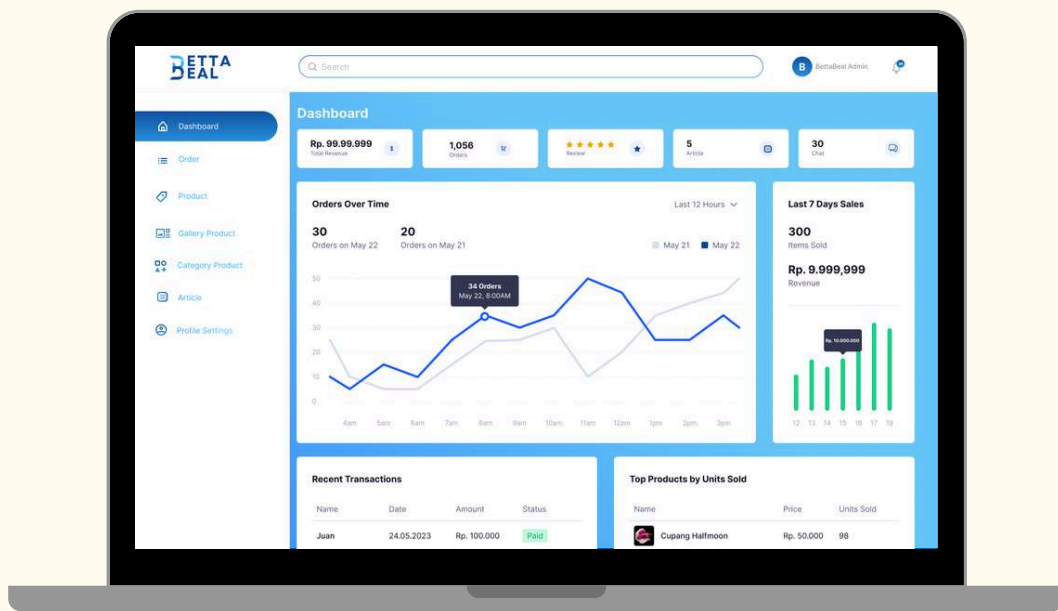 BETTA
BEAL
Search
B
BettaBeal Admin
Dashboard
Order
Product
Gallery Product
Category Product
Article
Profile Settings
Dashboard
Rp. 99.99.999
Total Revenue
$
1,056
Orders
Review
5
Article
30
Chat
Orders Over Time
Last 12 Hours
30
Orders on May 22
20
Orders on May 21
May 21
May 22
50
40
30
20
10
0
34 Orders
May 22, 8:00AM
4am 5am 6am 7am 8am 9am 10am 11am 12am 1pm 2pm 3pm
Last 7 Days Sales
300
Items Sold
Rp. 9.999,999
Revenue
Rp. 10.000.000
12 13 14 15 16 17 18
Recent Transactions
Name Date Amount Status
Juan 24.05.2023 Rp. 100.000 Paid
Top Products by Units Sold
Name Price Units Sold
Cupang Halfmoon Rp. 50.000 98